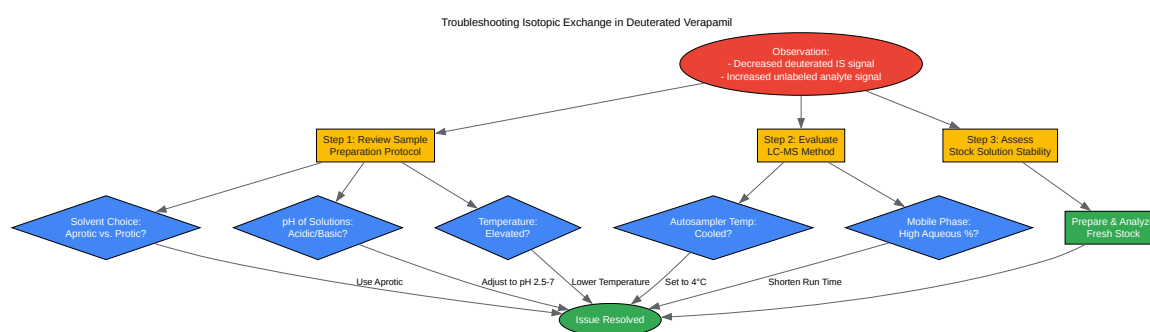 Troubleshooting Isotopic Exchange in Deuterated Verapamil
Observation:
- Decreased deuterated IS signal
- Increased unlabeled analyte signal
Step 1: Review Sample
Preparation Protocol
Step 2: Evaluate
LC-MS Method
Step 3: Assess
Stock Solution Stability
Solvent Choice:
Aprotic vs. Protic?
pH of Solutions:
Acidic/Basic?
Temperature:
Elevated?
Autosampler Temp:
Cooled?
Mobile Phase:
High Aqueous %?
Prepare & Analyze
Fresh Stock
Use Aprotic
Adjust to pH 2.5-7
Lower Temperature
Set to 4°C
Shorten Run Time
Issue Resolved